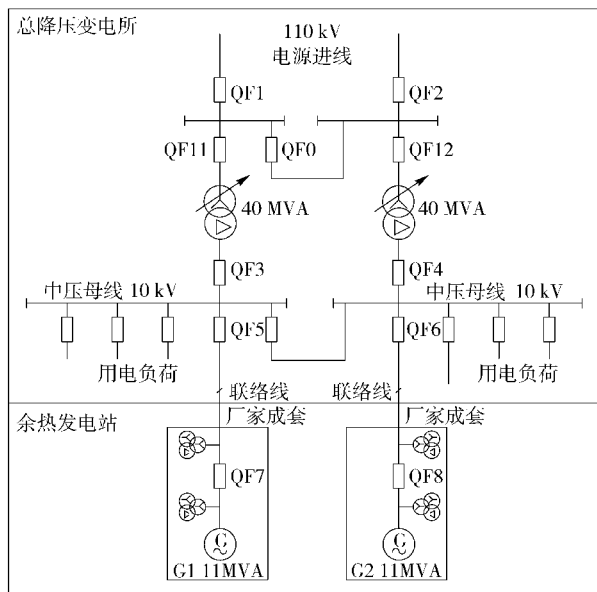 总降压变电所
110 kV
电源进线
QF1
QF2
QF11
QF0
QF12
40 MVA
40 MVA
QF3
QF4
中压母线 10 kV
中压母线 10 kV
QF5
QF6
用电负荷
用电负荷
联络线
联络线
余热发电站
厂家成套
厂家成套
QF7
QF8
G
G
G1 11MVA
G2 11MVA